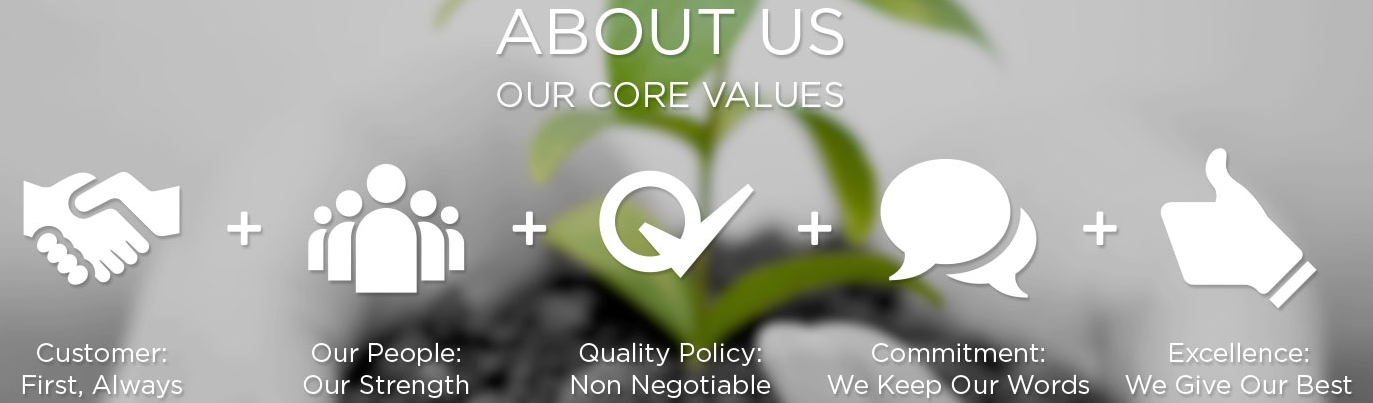 ABOUT US
OUR CORE VALUES
+ + + +
Customer:
First, Always
Our People:
Our Strength
Quality Policy:
Non Negotiable
Commitment:
We Keep Our Words
Excellence:
We Give Our Best